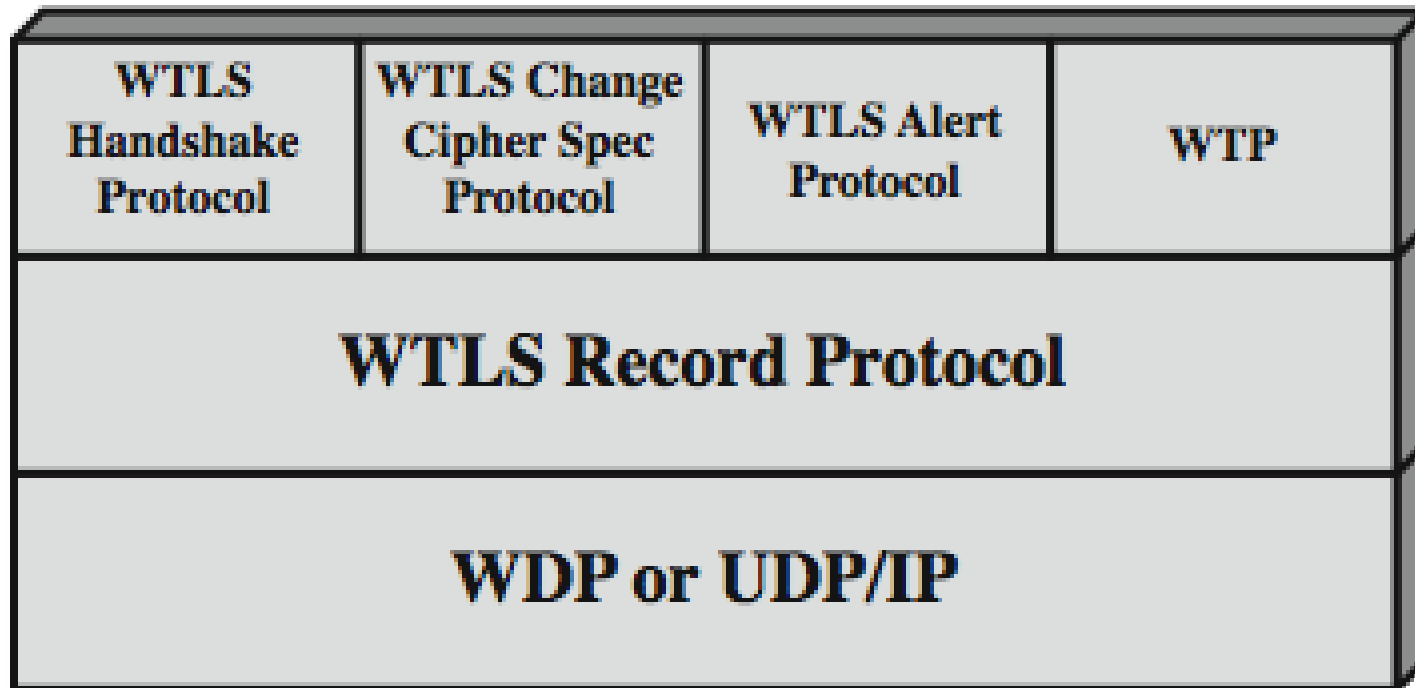 WTLS
Handshake
Protocol
WTLS Change
Cipher Spec
Protocol
WTLS Alert
Protocol
WTP
WTLS Record Protocol
WDP or UDP/IP